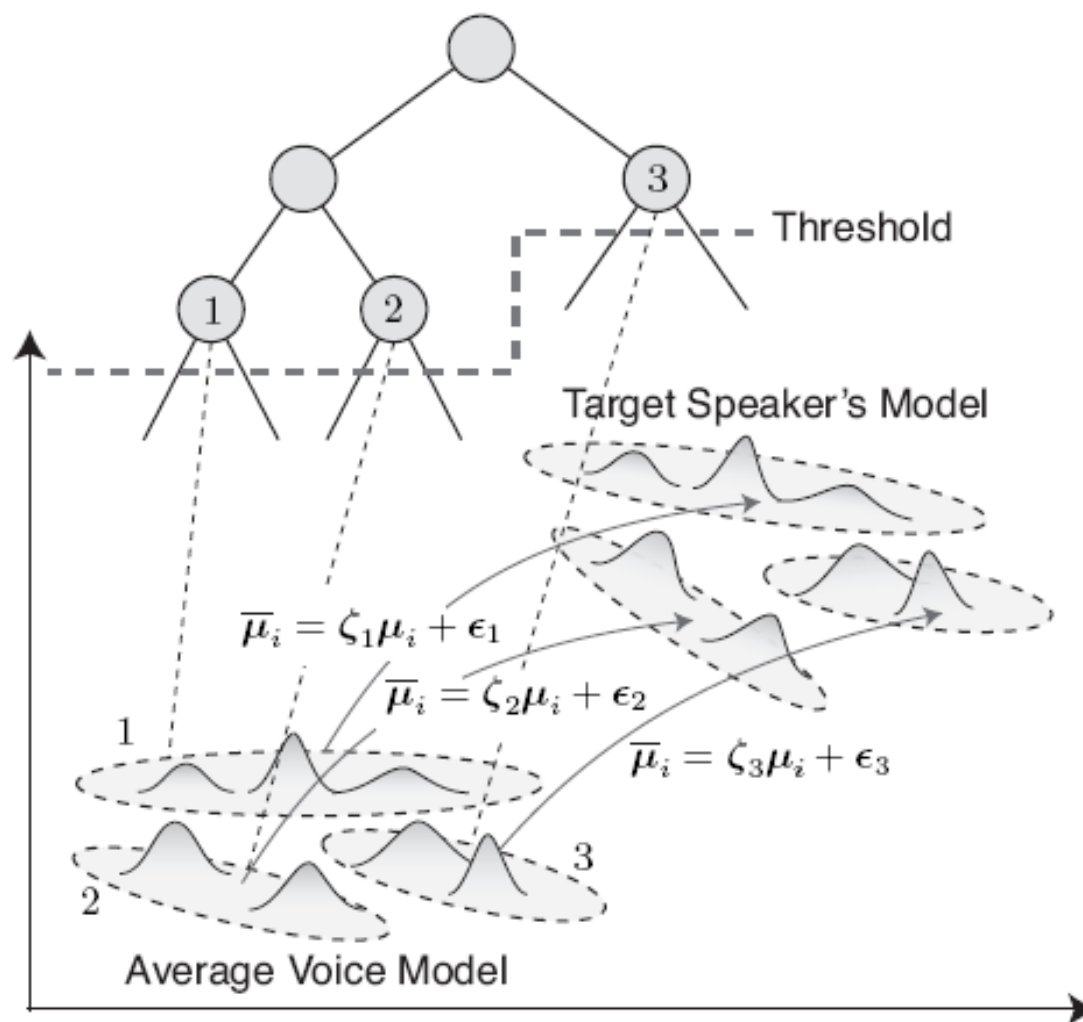 3
Threshold
1
2
Target Speaker's Model
μ̅ᵢ = ζ₁μᵢ + ϵ₁
μ̅ᵢ = ζ₂μᵢ + ϵ₂
1
μ̅ᵢ = ζ₃μᵢ + ϵ₃
3
2
Average Voice Model